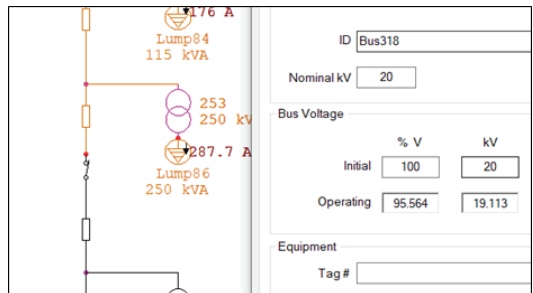 176 A
Lump84
115 kVA
253
250 kV
287.7 A
Lump86
250 kVA
ID Bus318
Nominal kV 20
Bus Voltage
% V kV
Initial 100 20
Operating 95.564 19.113
Equipment
Tag #